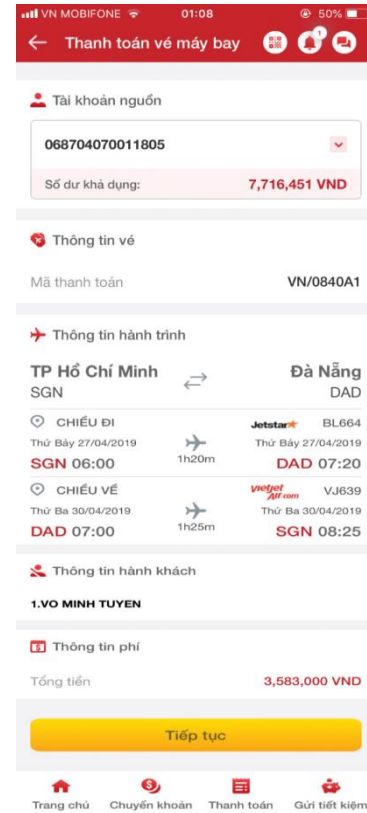 VN MOBIFONE 01:08 50%
Thanh toán vé máy bay 1
Tài khoản nguồn
068704070011805
Số dư khả dụng: 7,716,451 VND
Thông tin vé
Mã thanh toán VN/0840A1
Thông tin hành trình
TP Hồ Chí Minh Đà Nẵng
SGN DAD
CHIỀU ĐI Jetstar BL664
Thứ Bảy 27/04/2019 Thứ Bảy 27/04/2019
SGN 06:00 1h20m DAD 07:20
CHIỀU VỀ vietjet Air.com VJ639
Thứ Ba 30/04/2019 Thứ Ba 30/04/2019
DAD 07:00 1h25m SGN 08:25
Thông tin hành khách
1.VO MINH TUYEN
Thông tin phí
Tổng tiền 3,583,000 VND
Tiếp tục
Trang chủ Chuyển khoản Thanh toán Gửi tiết kiệm